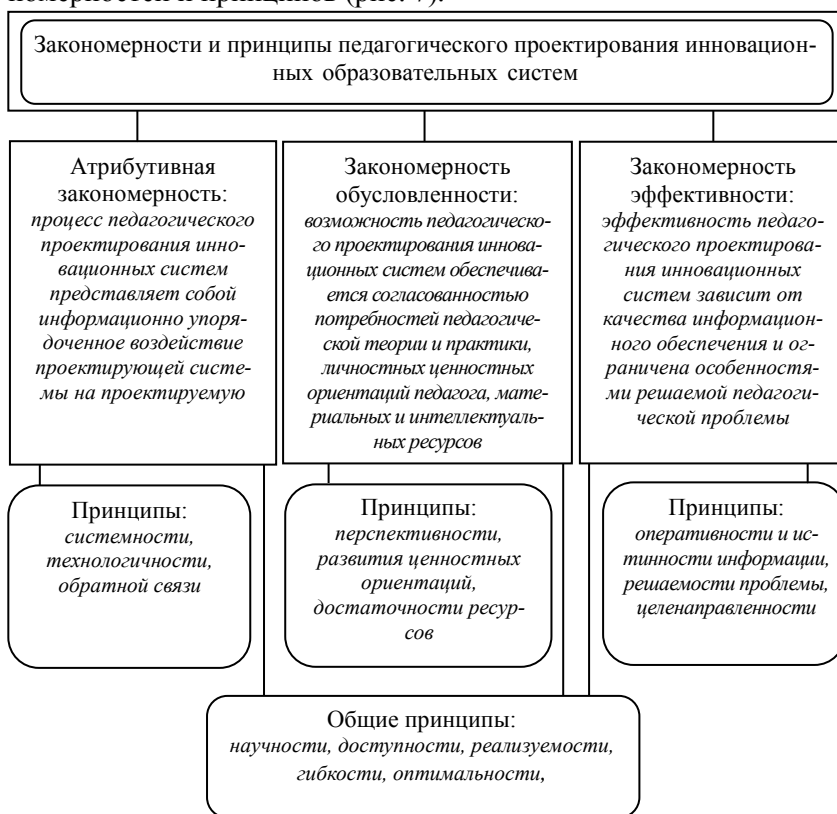 номерностей и принципов (рис. 7).
Закономерности и принципы педагогического проектирования инновацион-
ных образовательных систем
Атрибутивная
закономерность:
процесс педагогического
проектирования инно-
вационных систем
представляет собой
информационно упоря-
доченное воздействие
проектирующей систе-
мы на проектируемую
Закономерность
обусловленности:
возможность педагогическо-
го проектирования иннова-
ционных систем обеспечива-
ется согласованностью
потребностей педагогиче-
ской теории и практики,
личностных ценностных
ориентаций педагога, мате-
риальных и интеллектуаль-
ных ресурсов
Закономерность
эффективности:
эффективность педаго-
гического проектирова-
ния инновационных
систем зависит от
качества информацион-
ного обеспечения и ог-
раничена особенностя-
ми решаемой педагоги-
ческой проблемы
Принципы:
системности,
технологичности,
обратной связи
Принципы:
перспективности,
развития ценностных
ориентаций,
достаточности ресур-
сов
Принципы:
оперативности и ис-
тинности информации,
решаемости проблемы,
целенаправленности
Общие принципы:
научности, доступности, реализуемости,
гибкости, оптимальности,